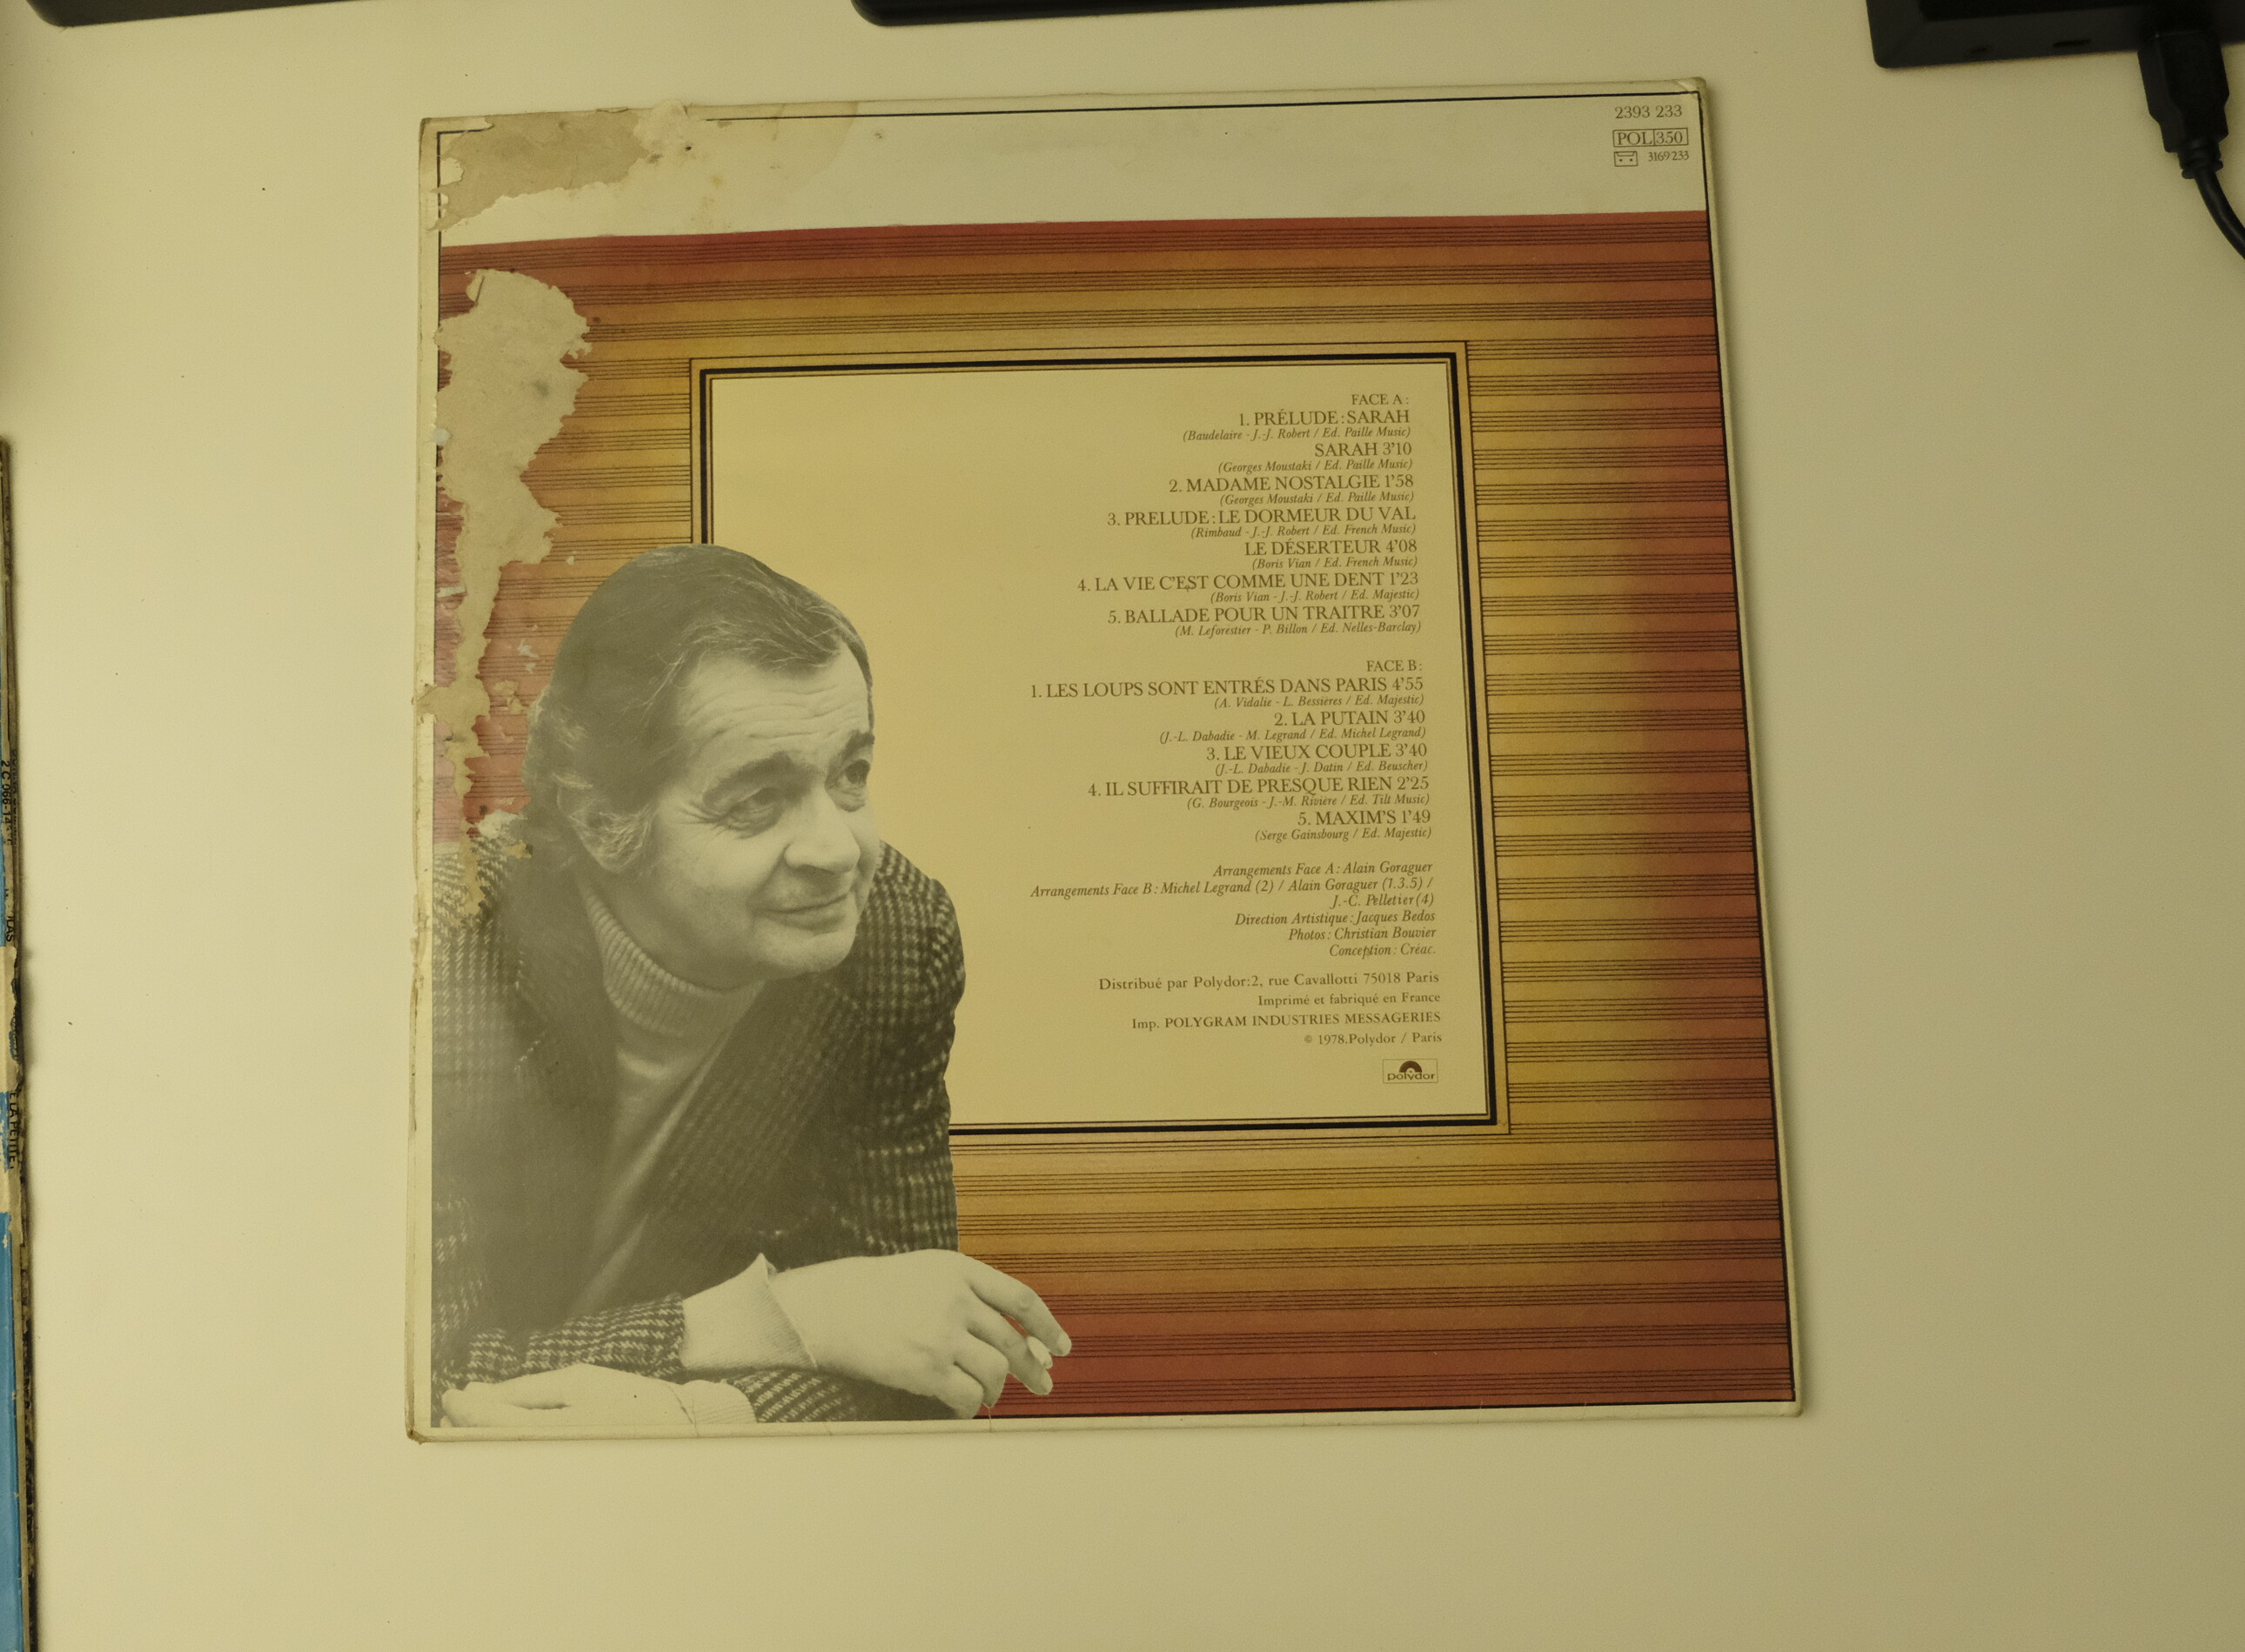 2393 233
POL 350
3169 233
FACE A :
1. PRÉLUDE : SARAH
(Baudelaire - J.-J. Robert / Ed. Paille Music)
SARAH 3'10
(Georges Moustaki / Ed. Paille Music)
2. MADAME NOSTALGIE 1'58
(Georges Moustaki / Ed. Paille Music)
3. PRELUDE : LE DORMEUR DU VAL
(Rimbaud - J.-J. Robert / Ed. French Music)
LE DÉSERTEUR 4'08
(Boris Vian / Ed. French Music)
4. LA VIE C'EST COMME UNE DENT 1'23
(Boris Vian - J.-J. Robert / Ed. Majestic)
5. BALLADE POUR UN TRAITRE 3'07
(M. Leforestier - P. Billon / Ed. Nelles-Barclay)
FACE B :
1. LES LOUPS SONT ENTRÉS DANS PARIS 4'55
(A. Vidalie - L. Bessières / Ed. Majestic)
2. LA PUTAIN 3'40
(J.-L. Dabadie - M. Legrand / Ed. Michel Legrand)
3. LE VIEUX COUPLE 3'40
(J.-L. Dabadie - J. Datin / Ed. Beuscher)
4. IL SUFFIRAIT DE PRESQUE RIEN 2'25
(G. Bourgeois - J.-M. Rivière / Ed. Tilt Music)
5. MAXIM'S 1'49
(Serge Gainsbourg / Ed. Majestic)
Arrangements Face A : Alain Goraguer
Arrangements Face B : Michel Legrand (2) / Alain Goraguer (1.3.5) /
J.-C. Pelletier (4)
Direction Artistique : Jacques Bedos
Photos : Christian Bouvier
Conception : Créac.
Distribué par Polydor:2, rue Cavallotti 75018 Paris
Imprimé et fabriqué en France
Imp. POLYGRAM INDUSTRIES MESSAGERIES
© 1978.Polydor / Paris
polydor